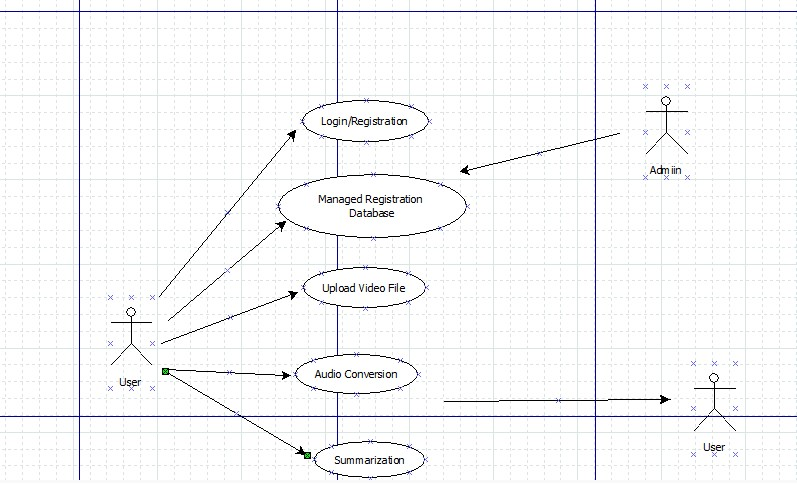 Login/Registration
Admiin
Managed Registration
Database
Upload Video File
User
Audio Conversion
User
Summarization